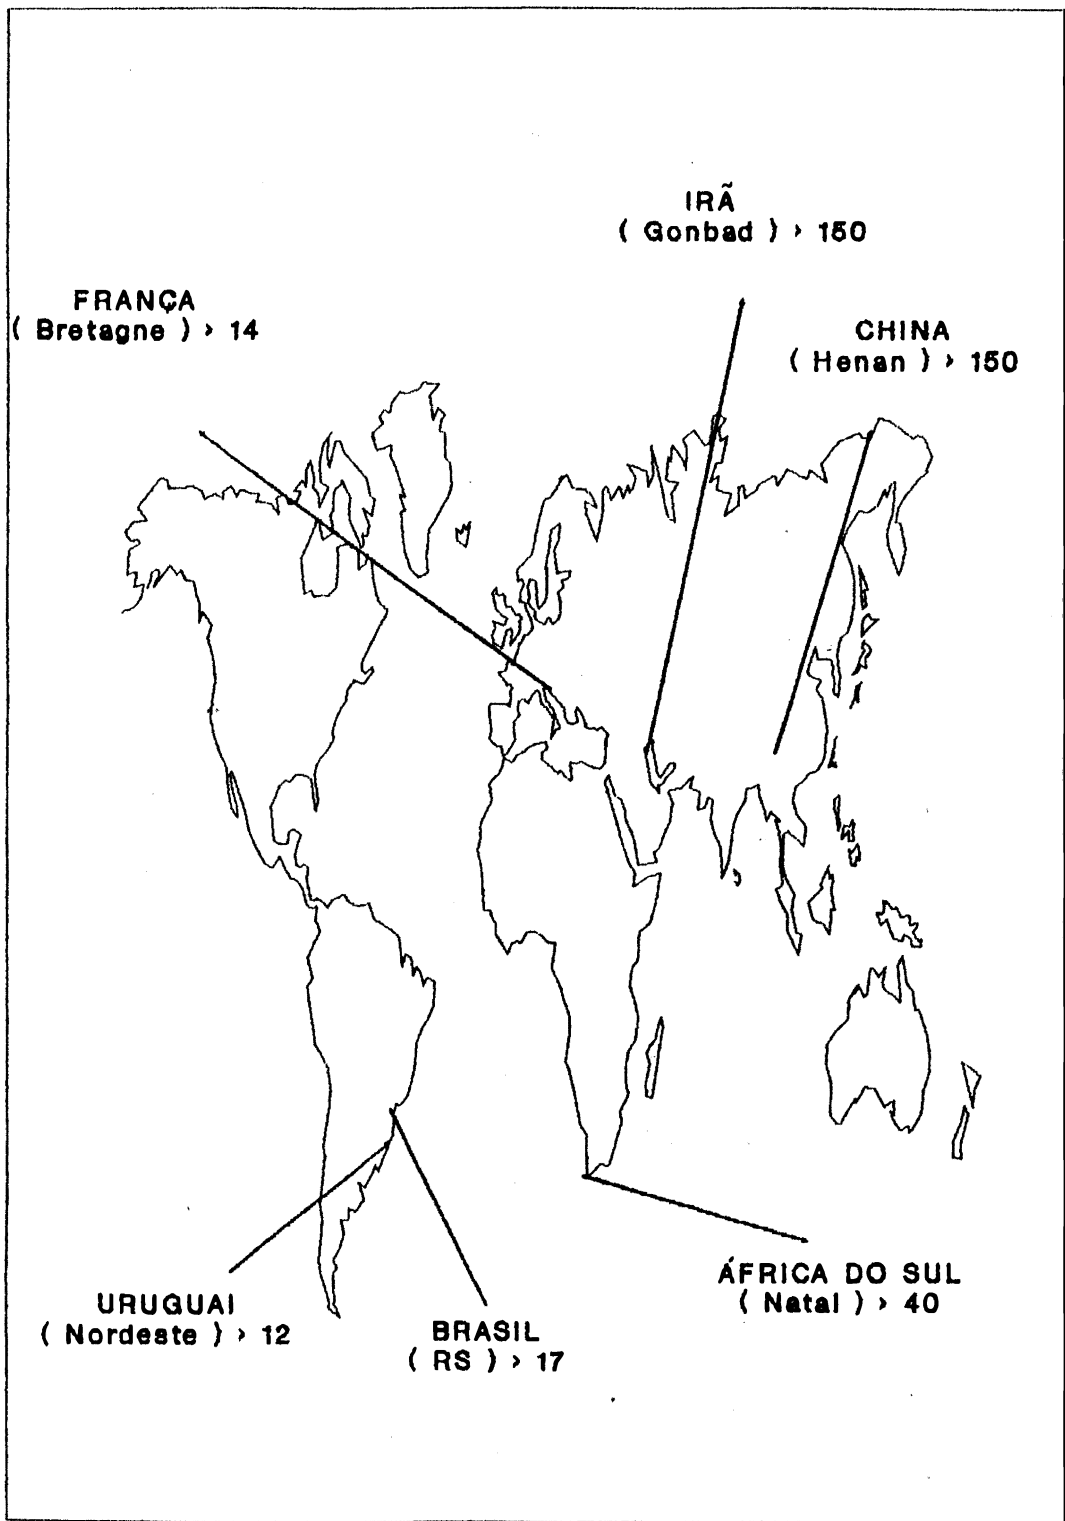 IRÃ
( Gonbad ) > 150
FRANÇA
( Bretagne ) > 14
CHINA
( Henan ) > 150
ÁFRICA DO SUL
( Natal ) > 40
URUGUAI
( Nordeste ) > 12
BRASIL
( RS ) > 17